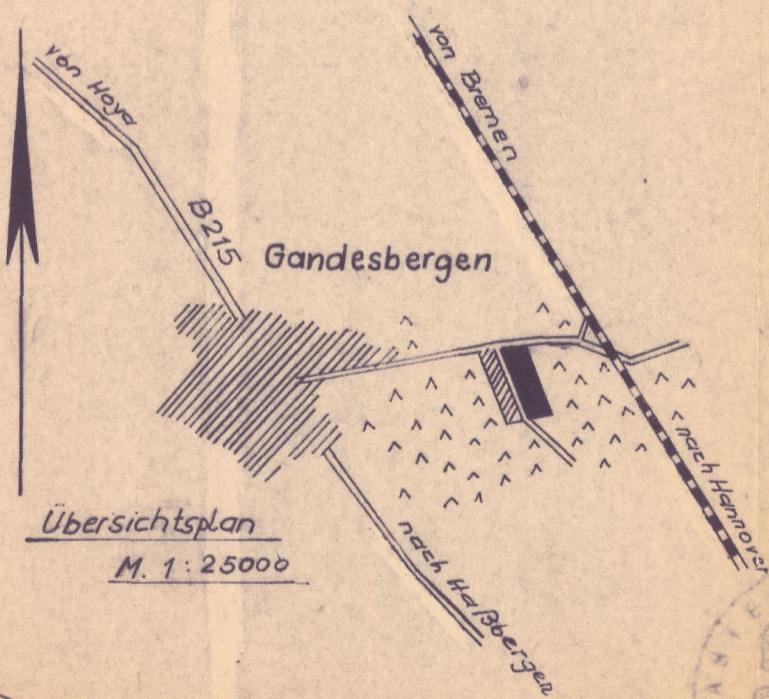 von Hoya
von Bremen
B215
Gandesbergen
nach Hannover
Übersichtsplan
M. 1:25000
nach Haßbergen